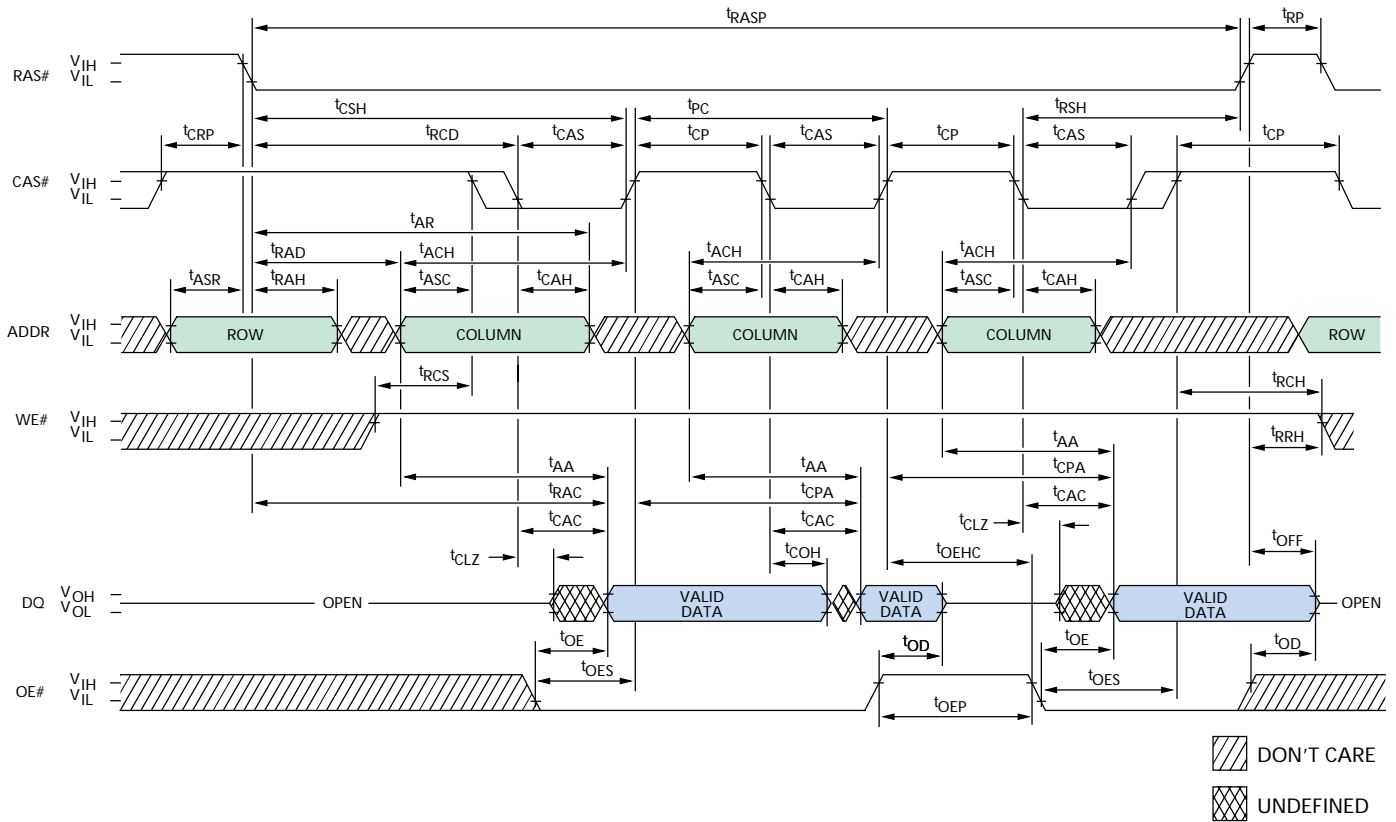 tRASP
tRP
RAS#
VIH
VIL
tCSH
tPC
tRSH
tCRP
tRCD
tCAS
tCP
tCAS
tCP
tCAS
tCP
CAS#
VIH
VIL
tAR
tRAD
tACH
tACH
tACH
tASR
tRAH
tASC
tCAH
tASC
tCAH
tASC
tCAH
ADDR
VIH
VIL
ROW
COLUMN
COLUMN
COLUMN
ROW
tRCS
tRCH
WE#
VIH
VIL
tRRH
tAA
tAA
tAA
tRAC
tCPA
tCPA
tCAC
tCAC
tCAC
tCLZ
tCOH
tOEHC
tCLZ
tOFF
DQ
VOH
VOL
OPEN
VALID
DATA
VALID
DATA
VALID
DATA
OPEN
tOE
tOD
tOE
tOD
tOES
tOES
OE#
VIH
VIL
tOEP
DON'T CARE
UNDEFINED